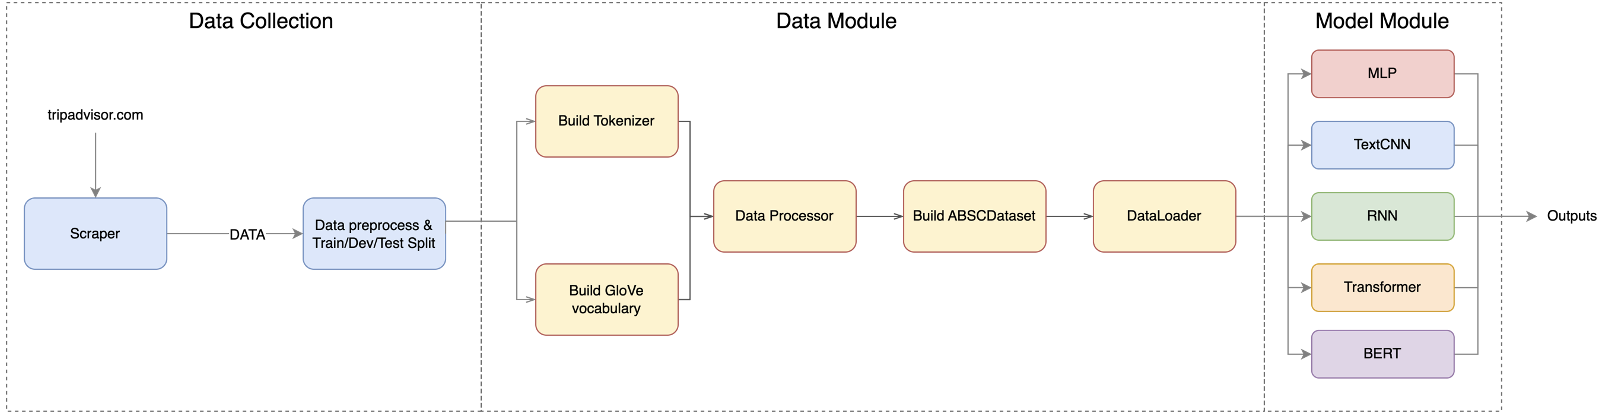 Data Collection
Data Module
Model Module
tripadvisor.com
Scraper
DATA
Data preprocess &
Train/Dev/Test Split
Build Tokenizer
Build GloVe
vocabulary
Data Processor
Build ABSCDataset
DataLoader
MLP
TextCNN
RNN
Transformer
BERT
Outputs